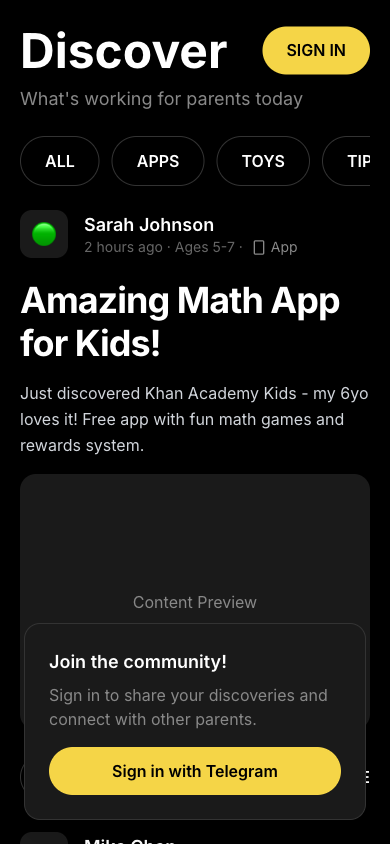 Discover
SIGN IN
What's working for parents today
ALL
APPS
TOYS
TIP
Sarah Johnson
2 hours ago · Ages 5-7 ·
App
Amazing Math App
for Kids!
Just discovered Khan Academy Kids - my 6yo
loves it! Free app with fun math games and
rewards system.
Content Preview
Join the community!
Sign in to share your discoveries and
connect with other parents.
Sign in with Telegram